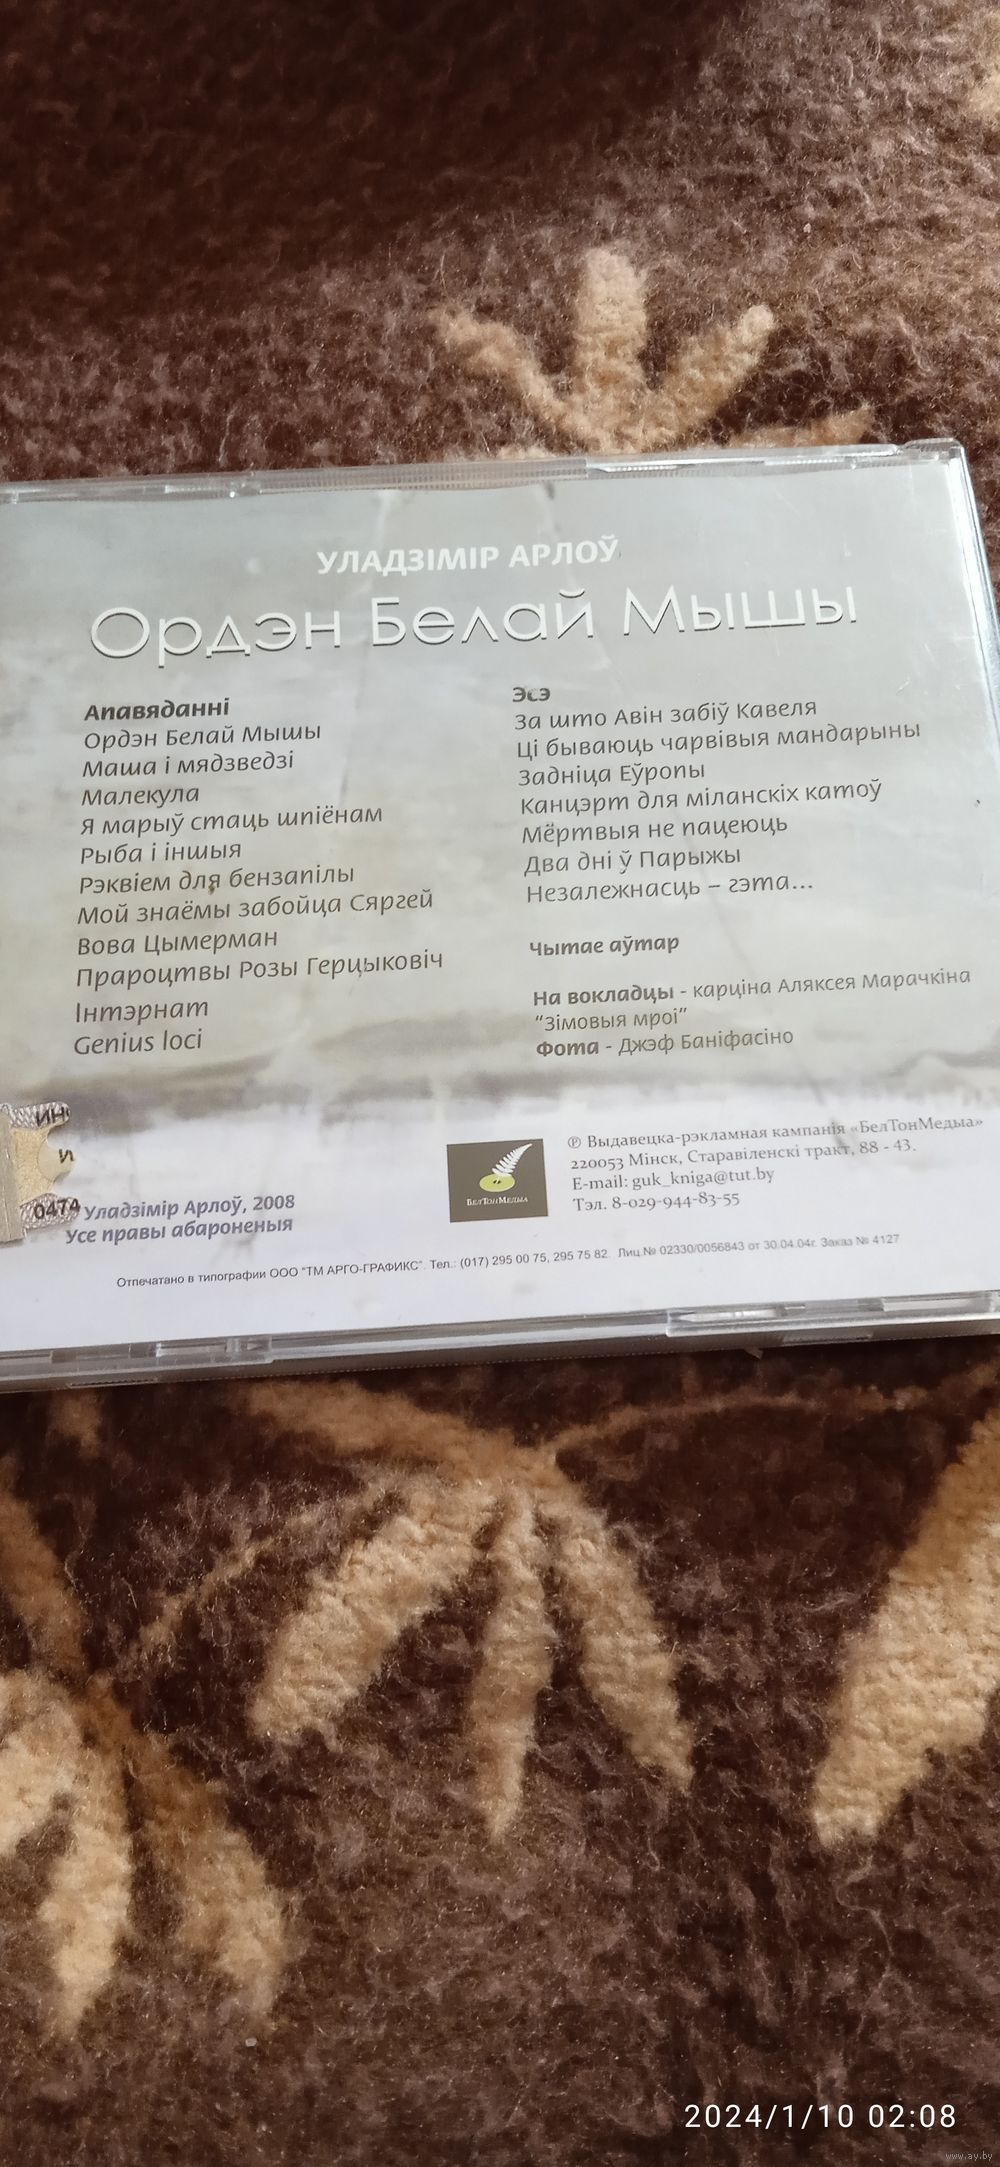 УЛАДЗІМІР АРЛОЎ
Ордэн Белай Мышы
Апавяданні
Ордэн Белай Мышы
Маша і мядзведзі
Малекула
Я марыў стаць шпіёнам
Рыба і іншыя
Рэквіем для бензапілы
Мой знаёмы забойца Сяргей
Вова Цымерман
Прароцтвы Розы Герцыковіч
Інтэрнат
Genius loci
Эсэ
За што Авін забіў Кавеля
Ці бываюць чарвівыя мандарыны
Задніца Еўропы
Канцэрт для міланскіх катоў
Мёртвыя не пацеюць
Два дні ў Парыжы
Незалежнасць – гэта...
Чытае аўтар
На вокладцы - карціна Аляксея Марачкіна
“Зімовыя мроі”
Фота - Джэф Баніфасіно
0474
Уладзімір Арлоў, 2008
Усе правы абароненыя
БелТонМедыа
℗ Выдавецка-рэкламная кампанія «БелТонМедыа»
220053 Мінск, Старавіленскі тракт, 88 - 43.
E-mail: guk_kniga@tut.by
Тэл. 8-029-944-83-55
Отпечатано в типографии ООО "ТМ АРГО-ГРАФИКС". Тел.: (017) 295 00 75, 295 75 82. Лиц.№ 02330/0056843 от 30.04.04г. Заказ № 4127
2024/1/10 02:08
www.ay.by